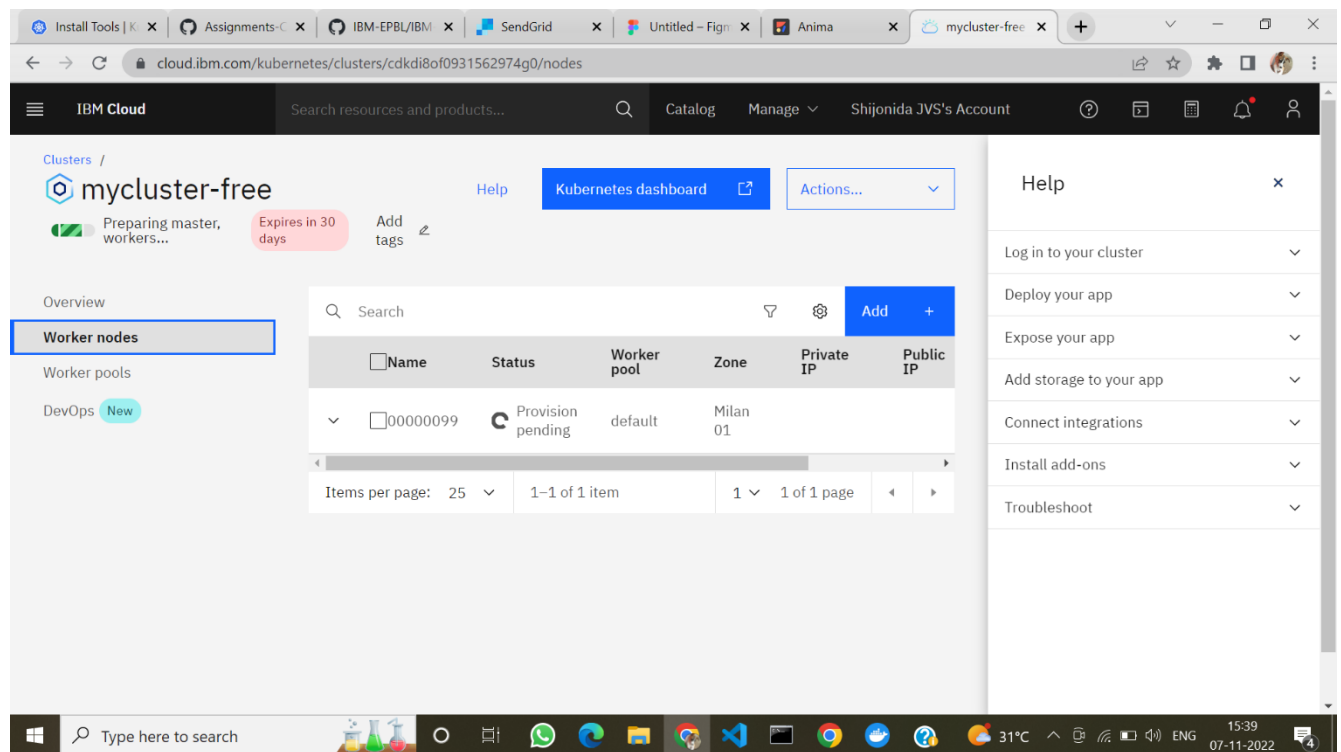 Install Tools | K
Assignments-C
IBM-EPBL/IBM
SendGrid
Untitled – Figm
Anima
mycluster-free
cloud.ibm.com/kubernetes/clusters/cdkdi8of0931562974g0/nodes
IBM Cloud
Search resources and products...
Catalog
Manage
Shijonida JVS's Account
Clusters /
mycluster-free
Help
Kubernetes dashboard
Actions...
Preparing master,
workers...
Expires in 30
days
Add
tags
Overview
Worker nodes
Worker pools
DevOps New
Search
Add +
Name
Status
Worker
pool
Zone
Private
IP
Public
IP
00000099
Provision
pending
default
Milan
01
Items per page: 25
1–1 of 1 item
1
1 of 1 page
Help
Log in to your cluster
Deploy your app
Expose your app
Add storage to your app
Connect integrations
Install add-ons
Troubleshoot
Type here to search
31°C
ENG
15:39
07-11-2022
4